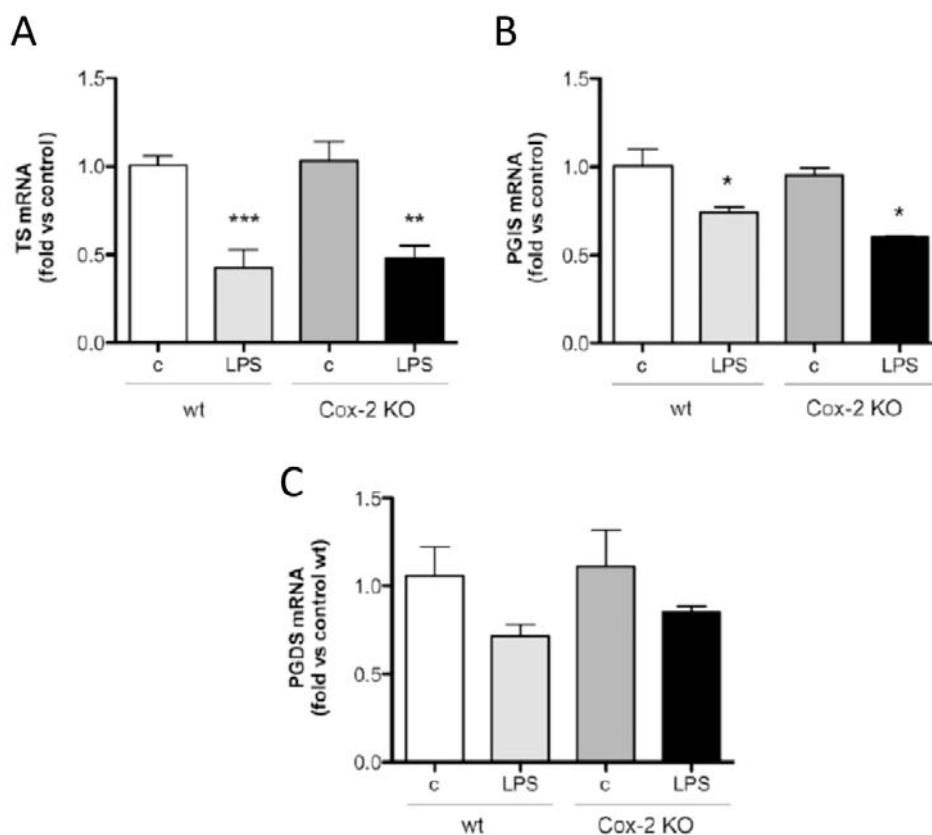 A
TS mRNA
(fold vs control)
1.5
1.0
0.5
0.0
***
**
c
LPS
c
LPS
wt
Cox-2 KO
B
PGIS mRNA
(fold vs control)
1.5
1.0
0.5
0.0
*
*
c
LPS
c
LPS
wt
Cox-2 KO
C
PGDS mRNA
(fold vs control wt)
1.5
1.0
0.5
0.0
c
LPS
c
LPS
wt
Cox-2 KO